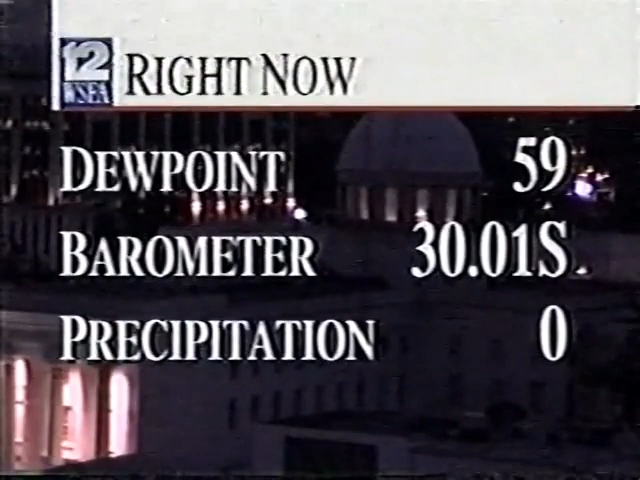 12
WSFA
RIGHT NOW
DEWPOINT 59
BAROMETER 30.01S
PRECIPITATION 0